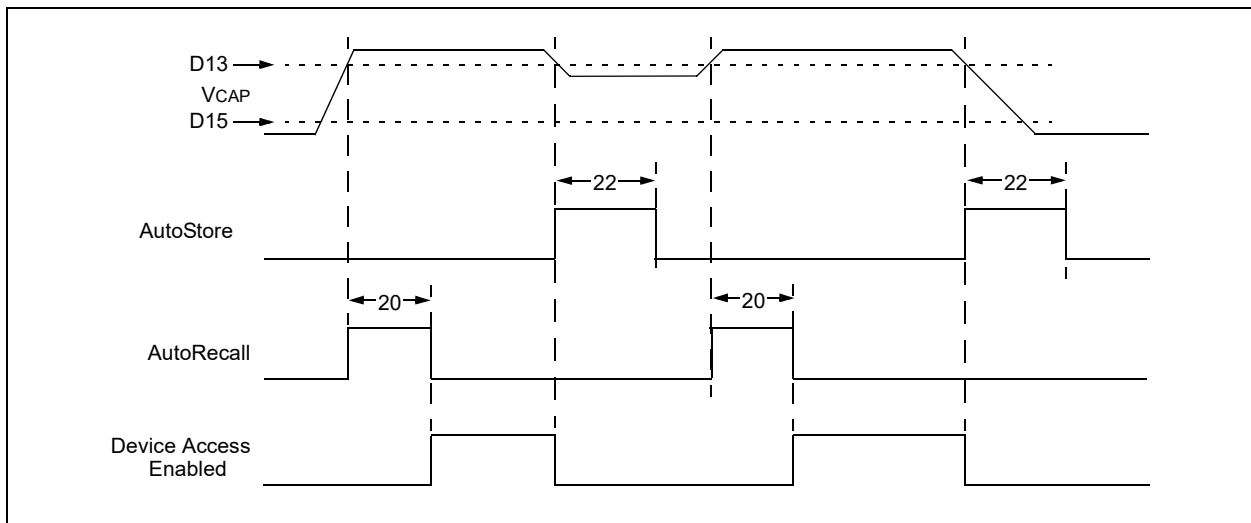 D13
VCAP
D15
22
22
AutoStore
20
20
AutoRecall
Device Access
Enabled